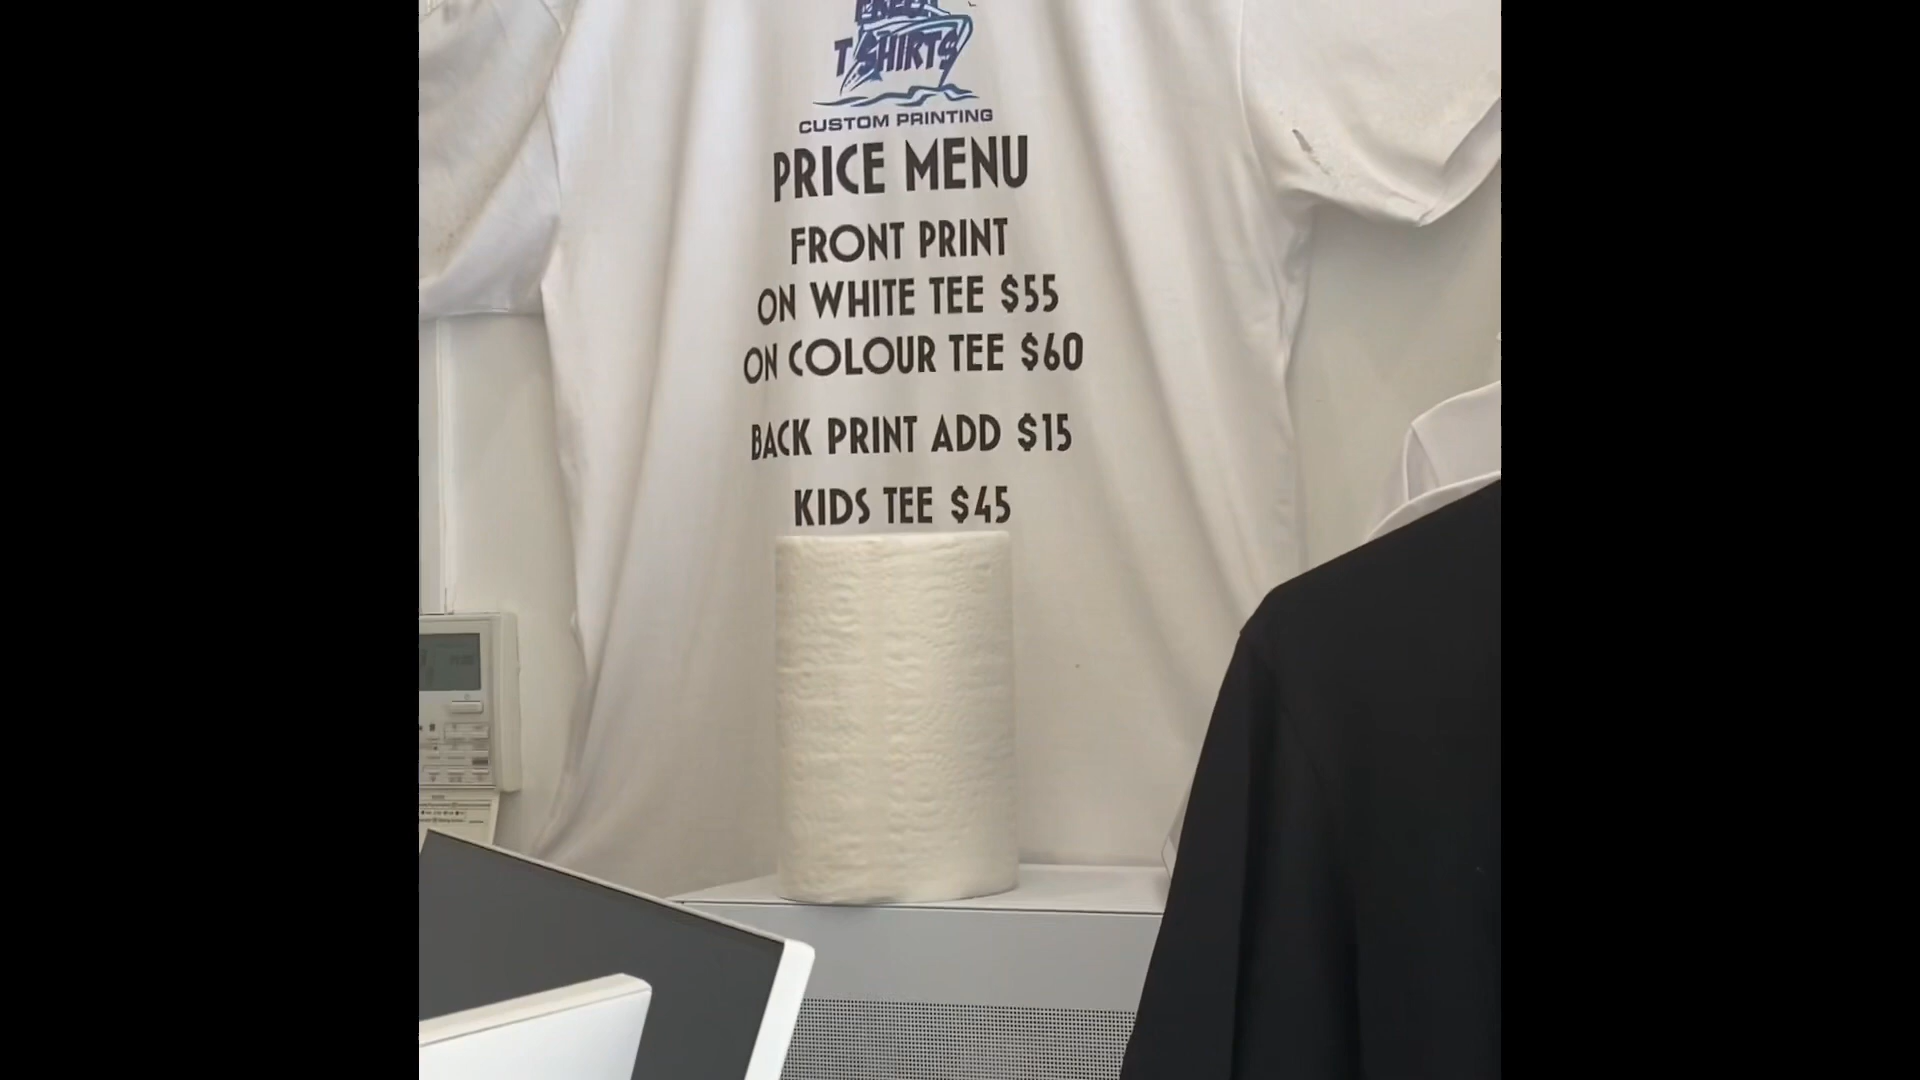 T SHIRTS
CUSTOM PRINTING
PRICE MENU
FRONT PRINT
ON WHITE TEE $55
ON COLOUR TEE $60
BACK PRINT ADD $15
KIDS TEE $45